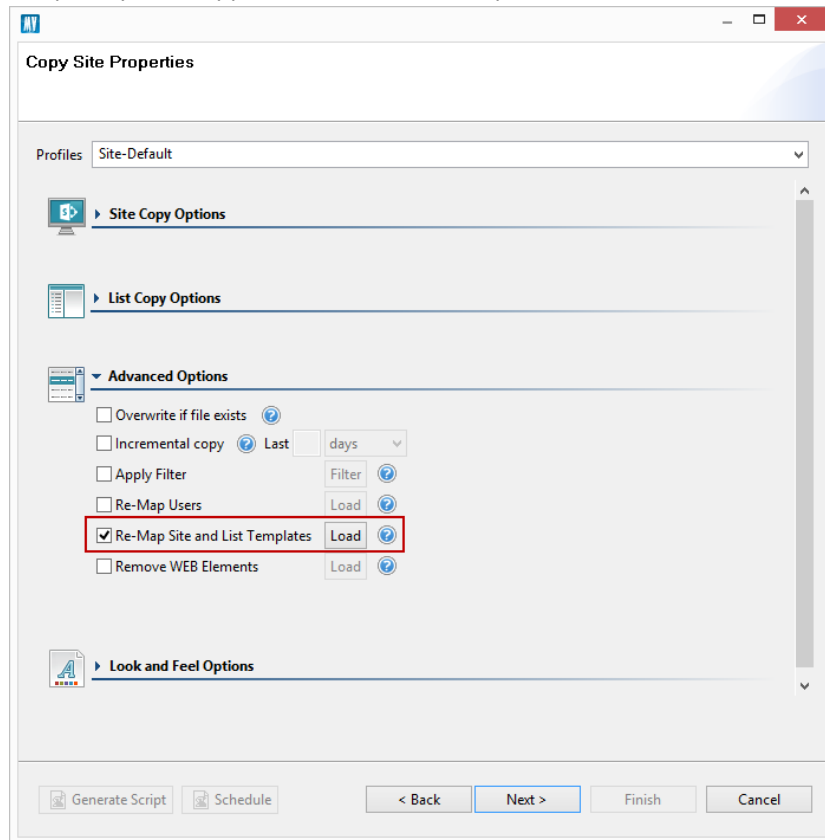 MV
Copy Site Properties
Profiles Site-Default
Site Copy Options
List Copy Options
Advanced Options
Overwrite if file exists ?
Incremental copy ? Last days
Apply Filter Filter ?
Re-Map Users Load ?
Re-Map Site and List Templates Load ?
Remove WEB Elements Load ?
A Look and Feel Options
Generate Script Schedule < Back Next > Finish Cancel